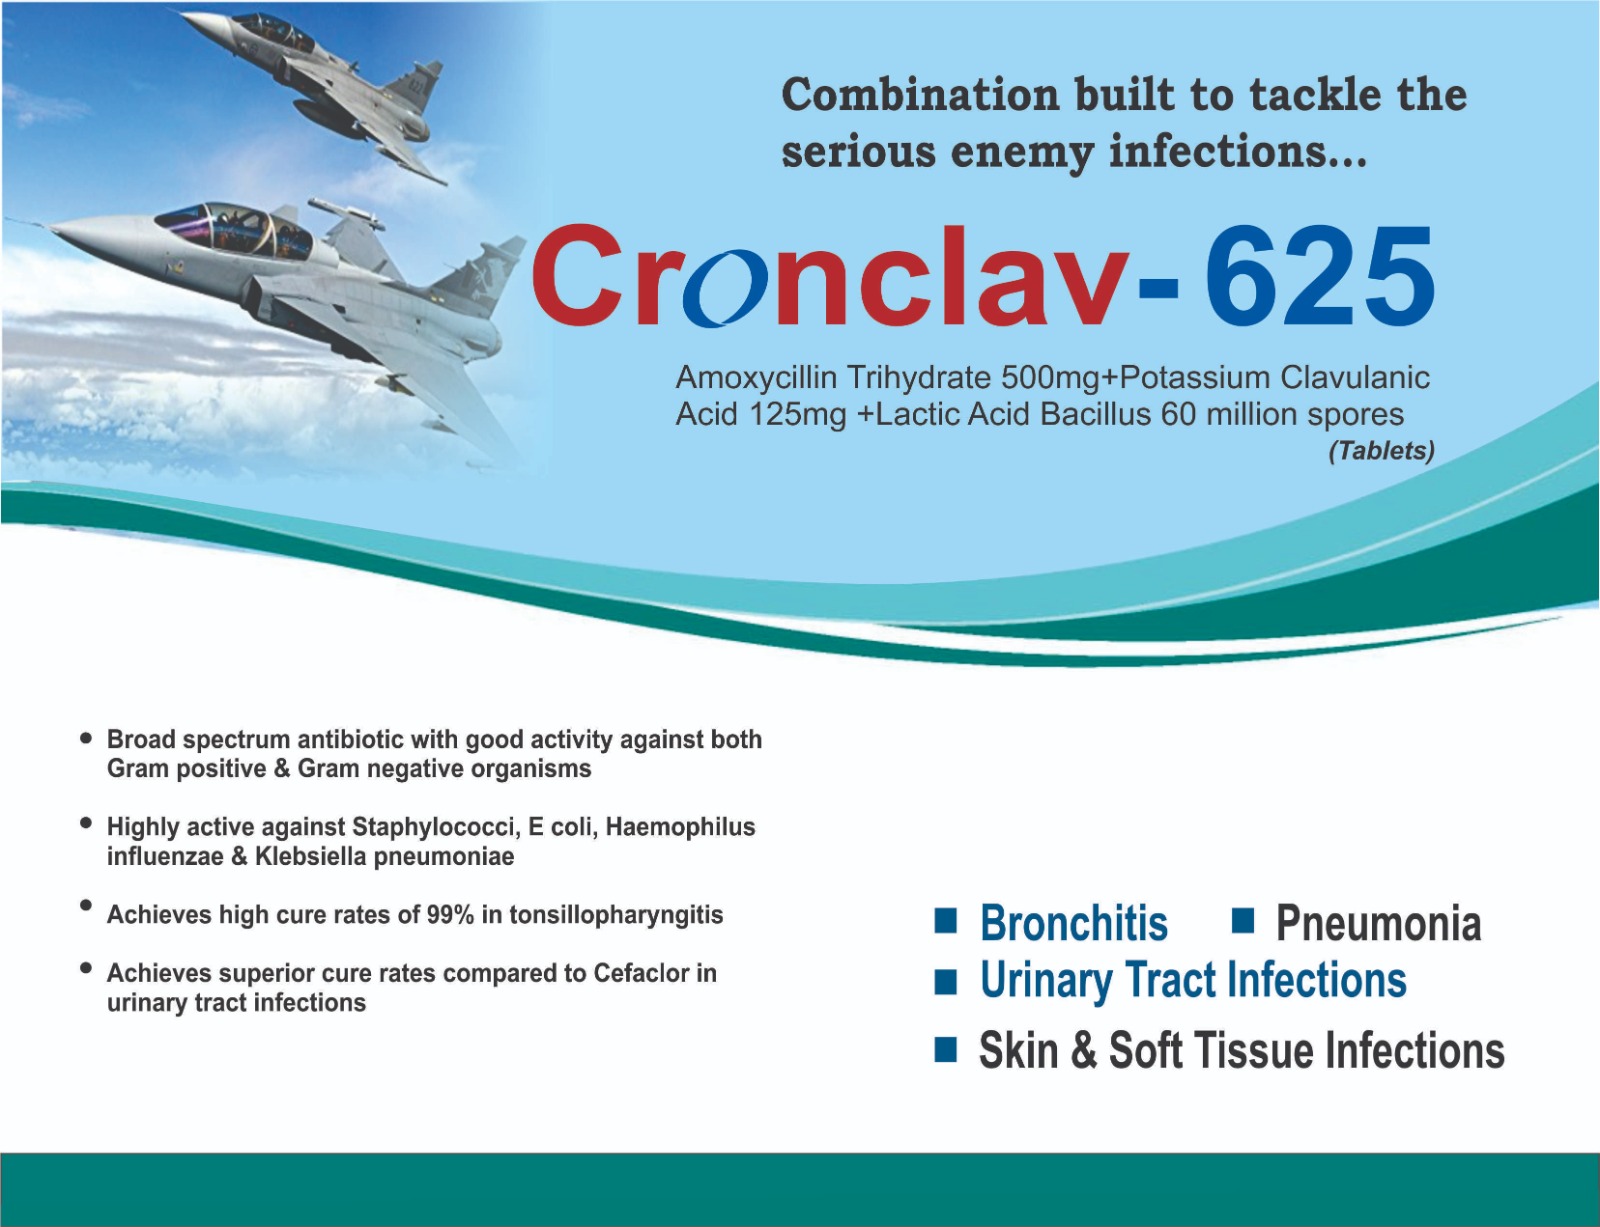 Combination built to tackle the
serious enemy infections...
Cronclav-625
Amoxycillin Trihydrate 500mg+Potassium Clavulanic
Acid 125mg +Lactic Acid Bacillus 60 million spores
(Tablets)
• Broad spectrum antibiotic with good activity against both
Gram positive & Gram negative organisms
• Highly active against Staphylococci, E coli, Haemophilus
influenzae & Klebsiella pneumoniae
• Achieves high cure rates of 99% in tonsillopharyngitis
• Achieves superior cure rates compared to Cefaclor in
urinary tract infections
■ Bronchitis ■ Pneumonia
■ Urinary Tract Infections
■ Skin & Soft Tissue Infections